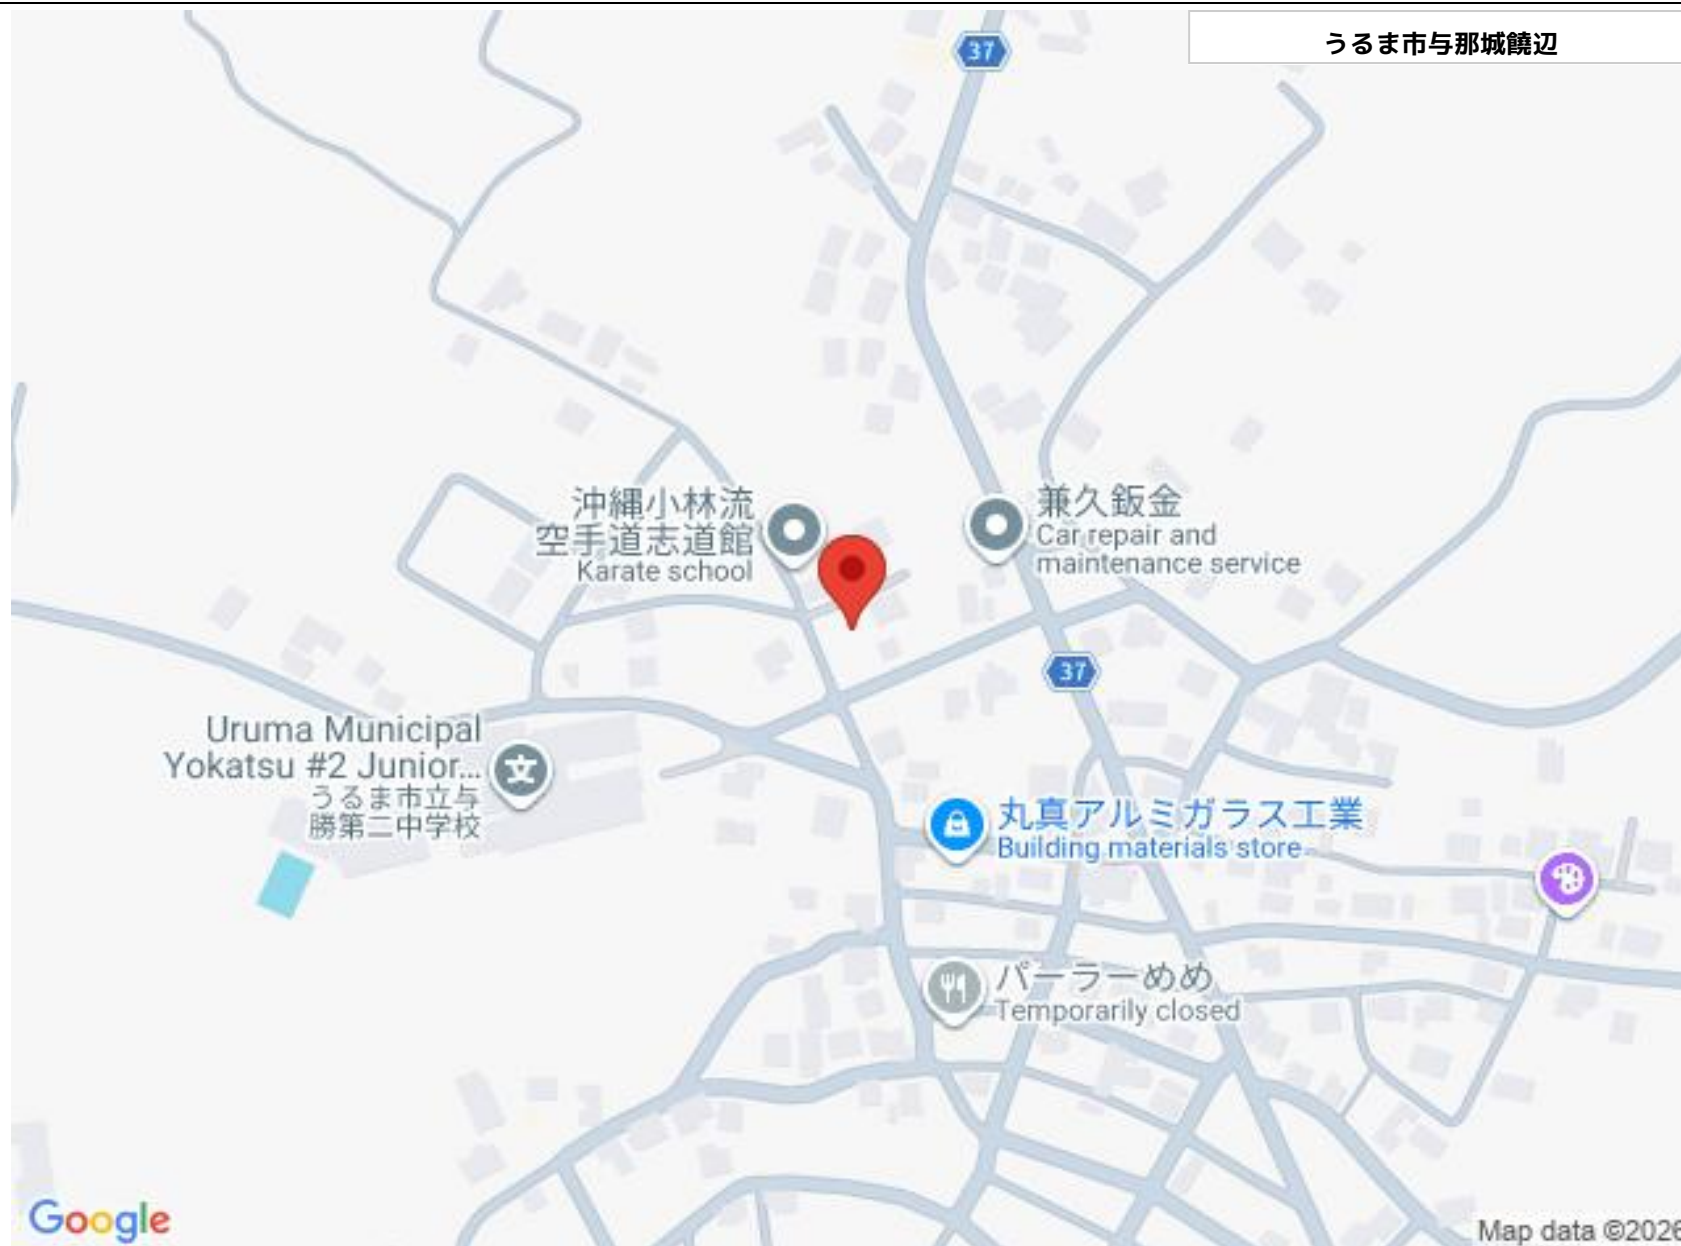 うるま市与那城饒辺
37
沖縄小林流
空手道志道館
Karate school
兼久鈑金
Car repair and
maintenance service
37
Uruma Municipal
Yokatsu #2 Junior...
うるま市立与
勝第二中学校
文
丸真アルミガラス工業
Building materials store
パーラーめめ
Temporarily closed
Google
Map data ©2026